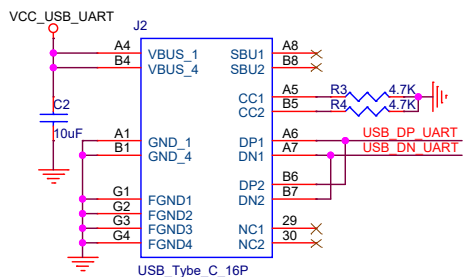 VCC_USB_UART
J2
A4 VBUS_1 SBU1 A8
B4 VBUS_4 SBU2 B8
CC1 A5 R3 4.7K
CC2 B5 R4 4.7K
C2
10uF
A1 GND_1 DP1 A6 USB_DP_UART
B1 GND_4 DN1 A7 USB_DN_UART
DP2 B6
G1 FGND1 DN2 B7
G2 FGND2
G3 FGND3 NC1 29
G4 FGND4 NC2 30
USB_Tybe_C_16P